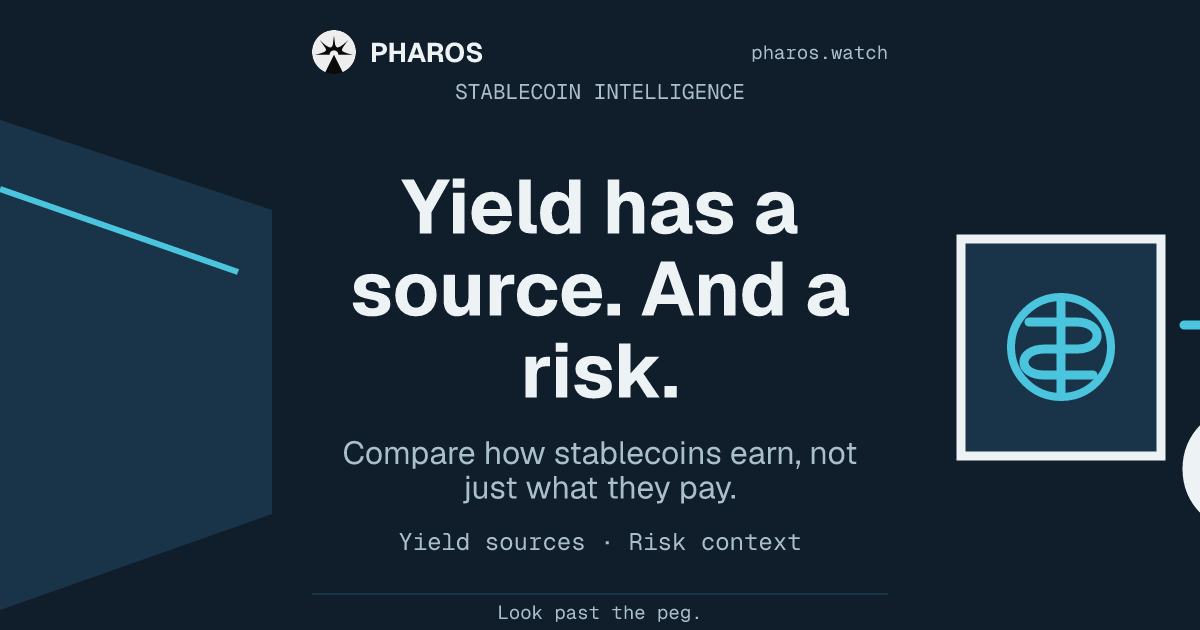 PHAROS
pharos.watch
STABLECOIN INTELLIGENCE
Yield has a
source. And a
risk.
Compare how stablecoins earn, not
just what they pay.
Yield sources · Risk context
Look past the peg.